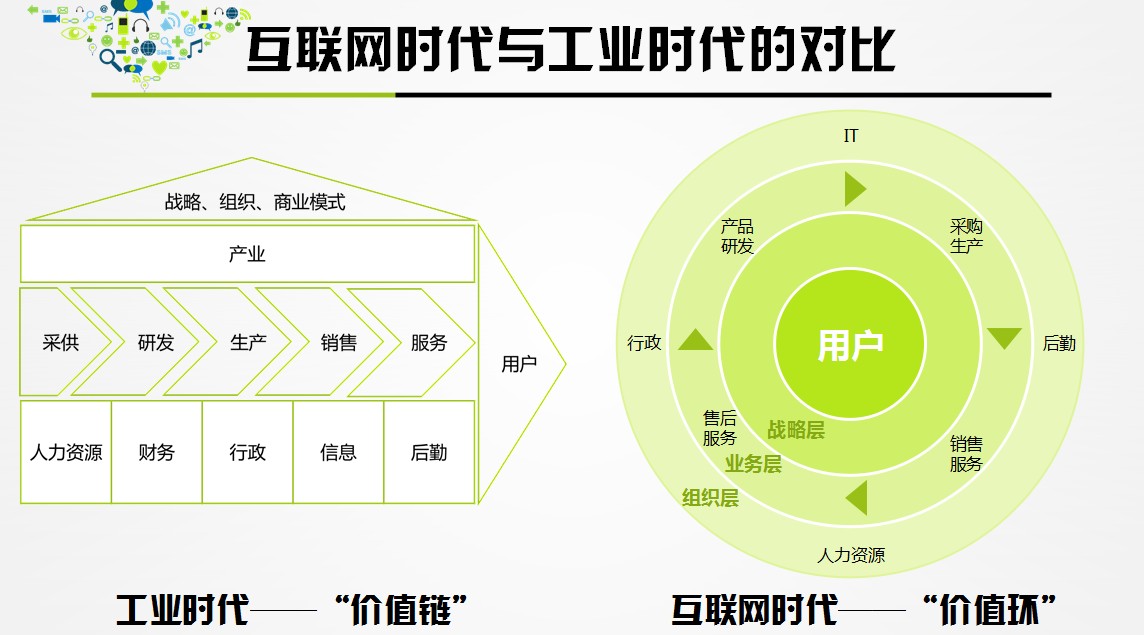 互联网时代与工业时代的对比
战略、组织、商业模式
产业
采供
研发
生产
销售
服务
用户
人力资源
财务
行政
信息
后勤
工业时代——“价值链”
IT
产品
研发
采购
生产
行政
用户
后勤
售后
服务
战略层
业务层
组织层
销售
服务
人力资源
互联网时代——“价值环”